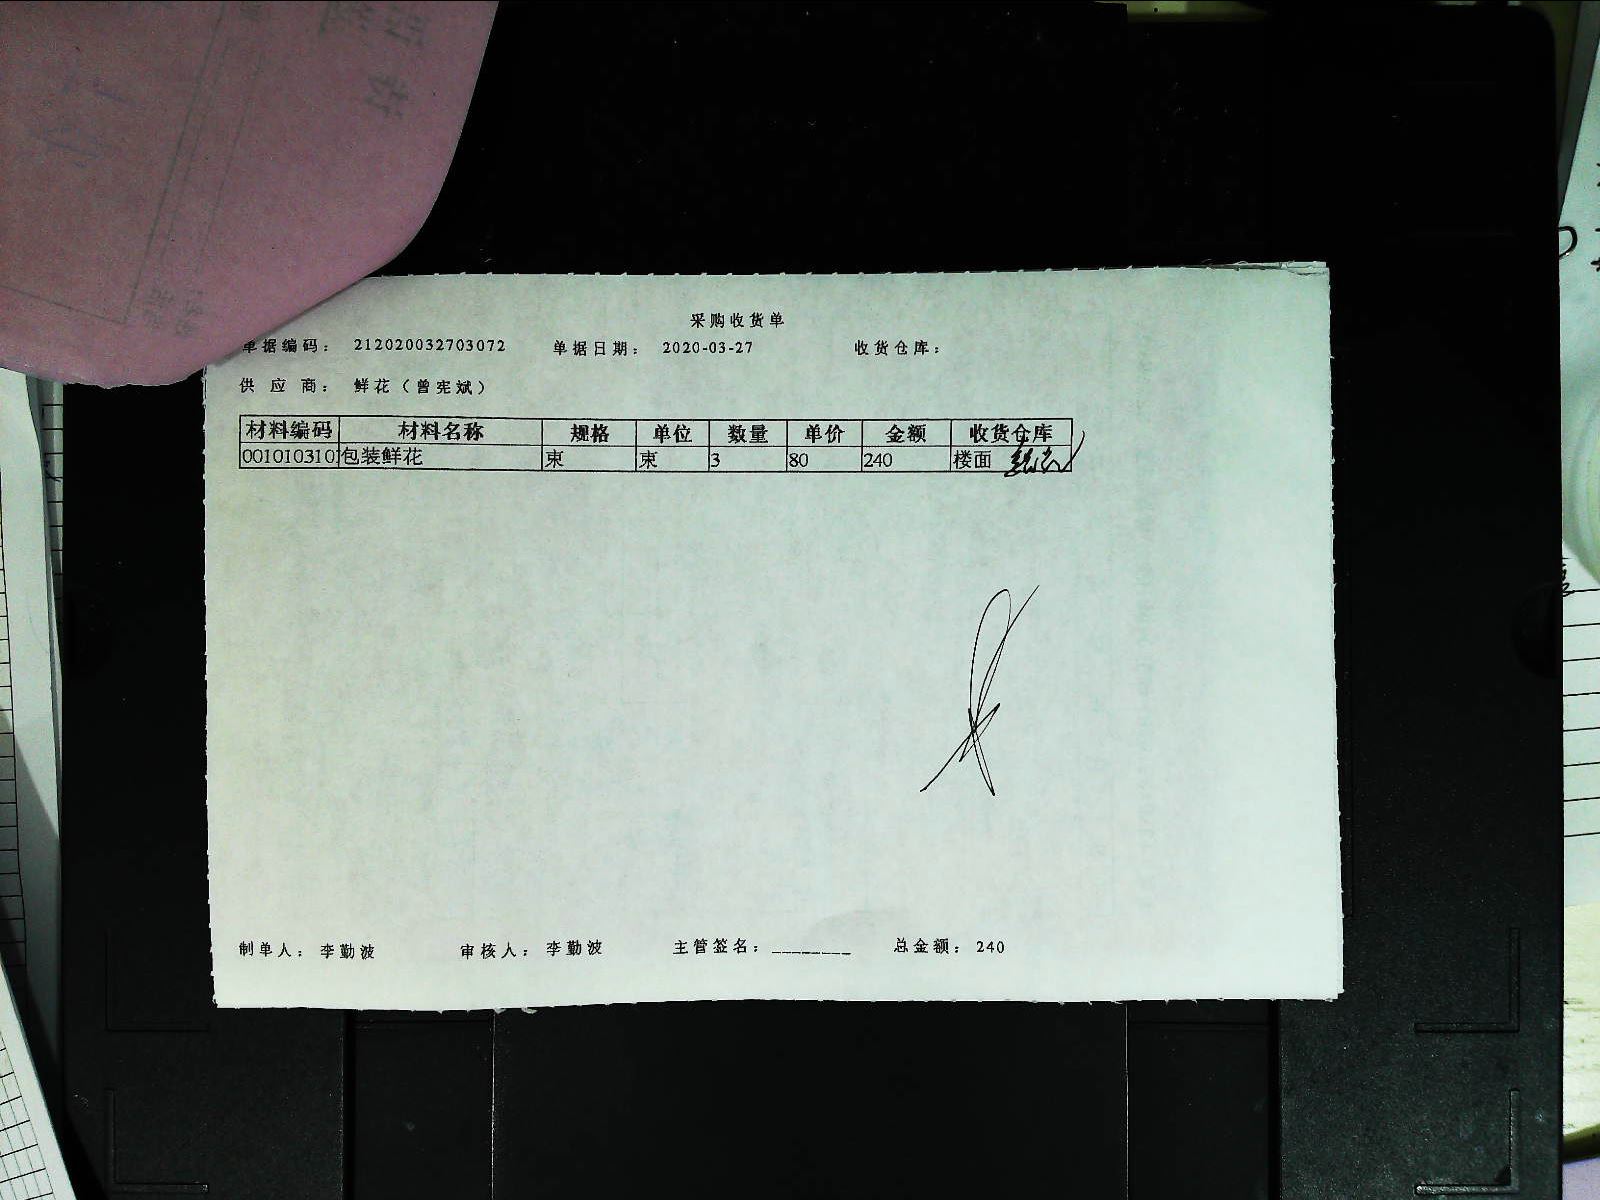 采购收货单
单据编码： 212020032703072 单据日期： 2020-03-27 收货仓库：
供应商： 鲜花（曾宪斌）
材料编码 材料名称 规格 单位 数量 单价 金额 收货仓库
001010310 包装鲜花 束 束 3 80 240 楼面
制单人： 李勤波 审核人： 李勤波 主管签名：________ 总金额： 240